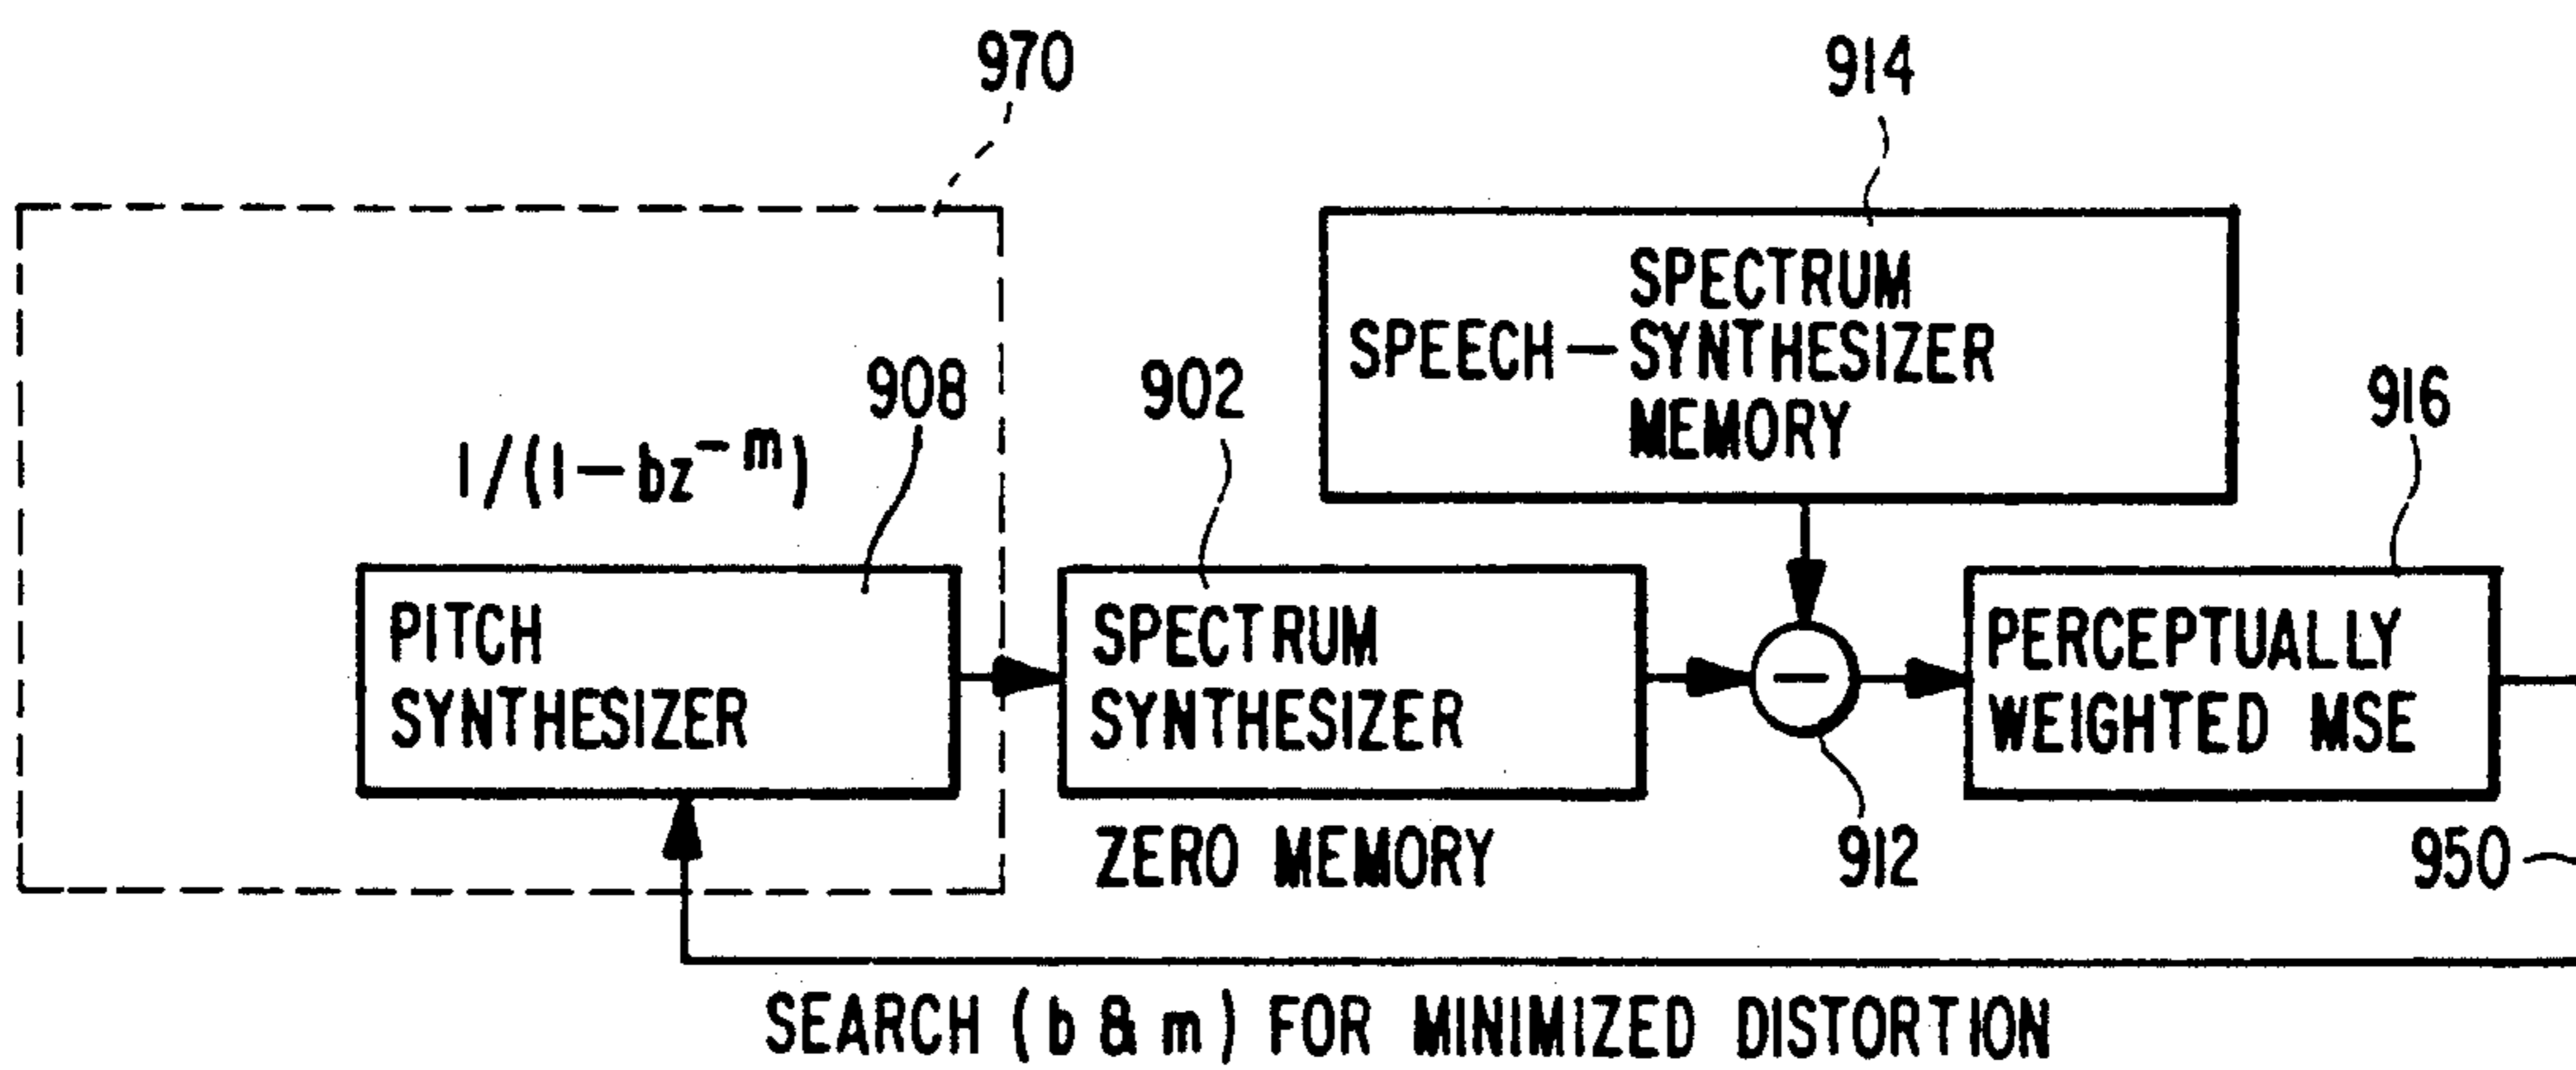 970
914
SPECTRUM
SPEECH—SYNTHESIZER
MEMORY
908
902
916
1/(1-bz^-m)
PITCH
SYNTHESIZER
SPECTRUM
SYNTHESIZER
−
PERCEPTUALLY
WEIGHTED MSE
ZERO MEMORY
912
950
SEARCH (b & m) FOR MINIMIZED DISTORTION